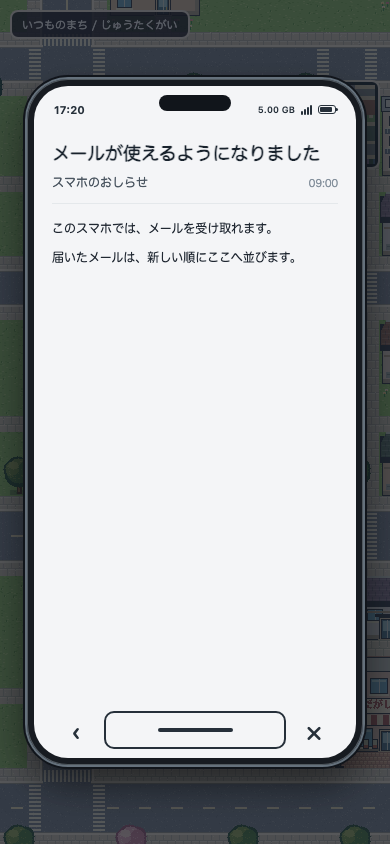 いつものまち / じゅうたくがい
17:20
5.00 GB
メールが使えるようになりました
スマホのおしらせ
09:00
このスマホでは、メールを受け取れます。
届いたメールは、新しい順にここへ並びます。